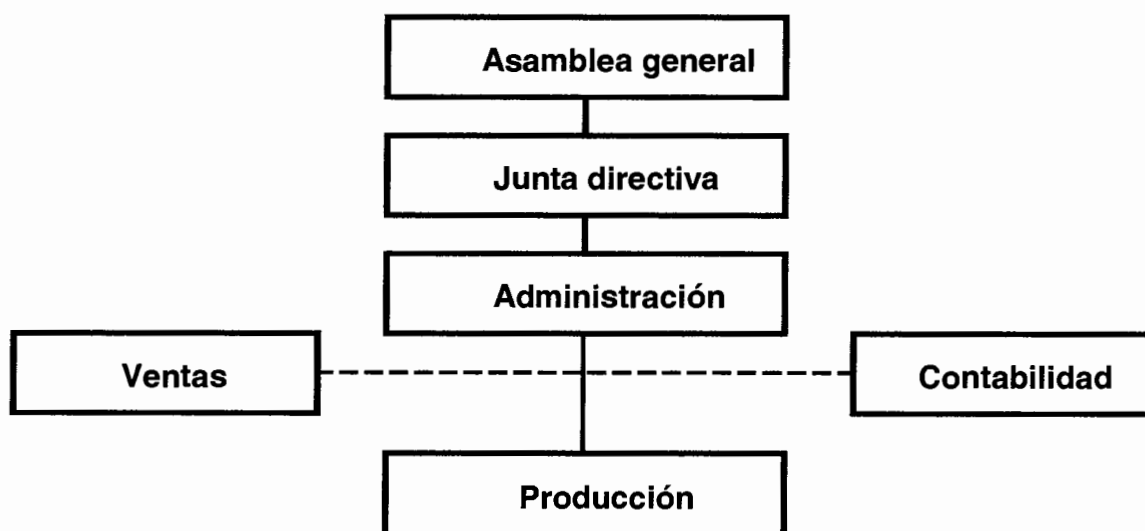 Asamblea general
Junta directiva
Administración
Ventas
Contabilidad
Producción